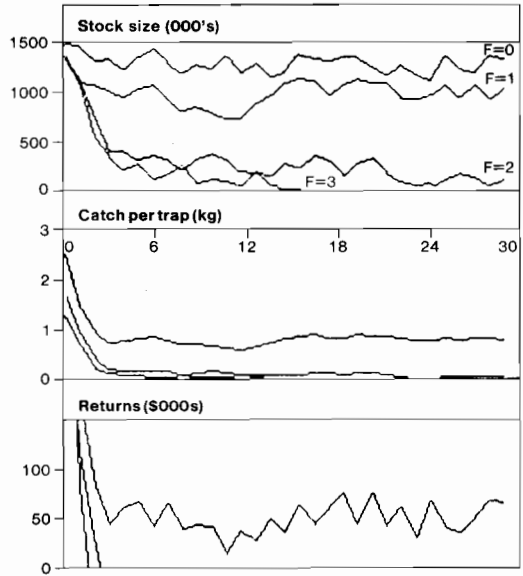 Stock size (000's)
1500
F=0
F=1
1000
500
F=2
F=3
0
Catch per trap (kg)
3
0 6 12 18 24 30
2
1
0
Returns ($000s)
100
50
0